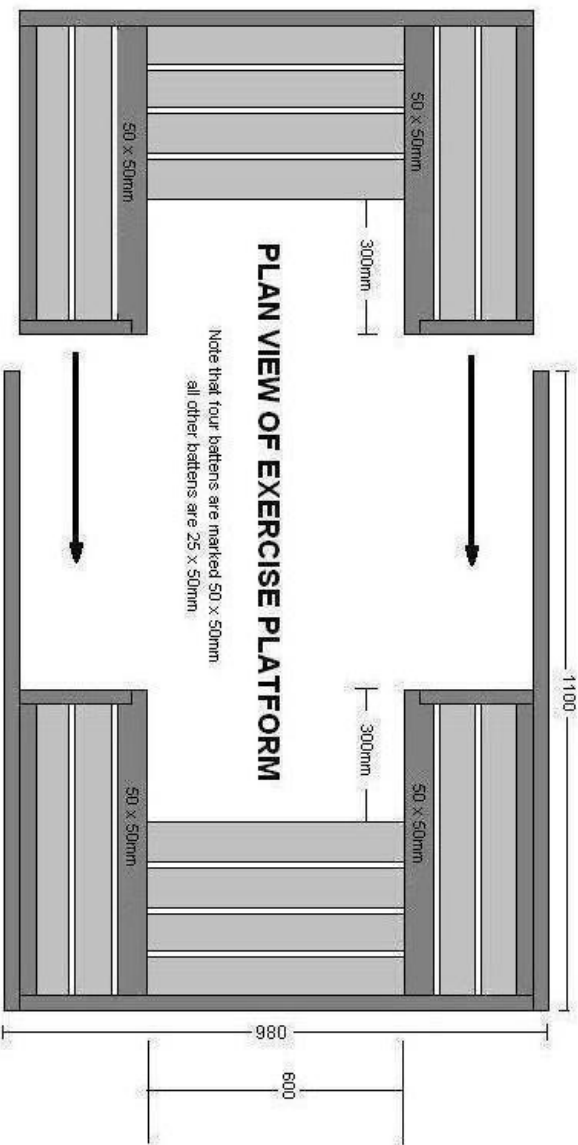 1100
50 x 50mm
50 x 50mm
300mm
300mm
PLAN VIEW OF EXERCISE PLATFORM
Note that four battens are marked 50 x 50mm
all other battens are 25 x 50mm
50 x 50mm
50 x 50mm
980
600